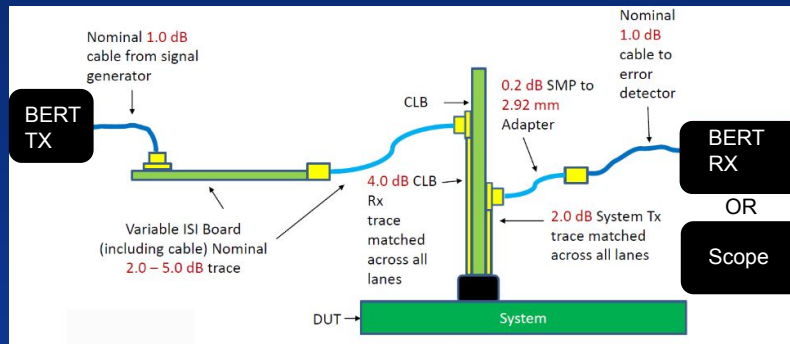 Nominal 1.0 dB
cable from signal
generator
BERT
TX
Variable ISI Board
(including cable) Nominal
2.0 – 5.0 dB trace
CLB
4.0 dB CLB
Rx
trace
matched
across all
lanes
0.2 dB SMP to
2.92 mm
Adapter
Nominal
1.0 dB
cable to
error
detector
BERT
RX
OR
Scope
2.0 dB System Tx
trace matched
across all lanes
DUT
System